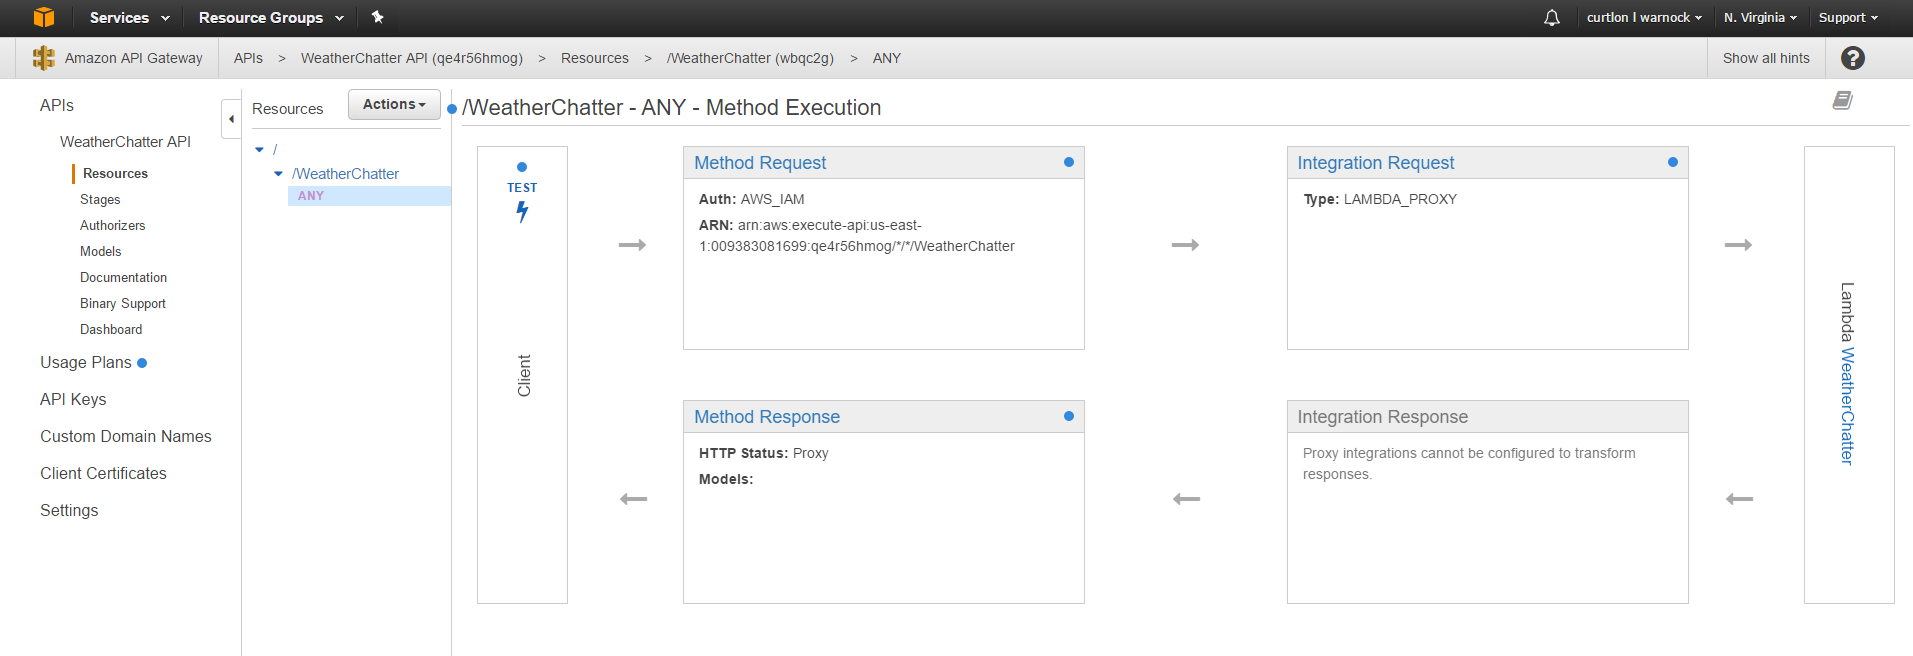 Services
Resource Groups
curtlon l warnock
N. Virginia
Support
Amazon API Gateway
APIs > WeatherChatter API (qe4r56hmog) > Resources > /WeatherChatter (wbqc2g) > ANY
Show all hints
?
APIs
WeatherChatter API
Resources
Stages
Authorizers
Models
Documentation
Binary Support
Dashboard
Usage Plans
API Keys
Custom Domain Names
Client Certificates
Settings
Resources
Actions
/
/WeatherChatter
ANY
/WeatherChatter - ANY - Method Execution
TEST
Client
Method Request
Auth: AWS_IAM
ARN: arn:aws:execute-api:us-east-
1:009383081699:qe4r56hmog/*/*/WeatherChatter
Integration Request
Type: LAMBDA_PROXY
Lambda WeatherChatter
Method Response
HTTP Status: Proxy
Models:
Integration Response
Proxy integrations cannot be configured to transform
responses.